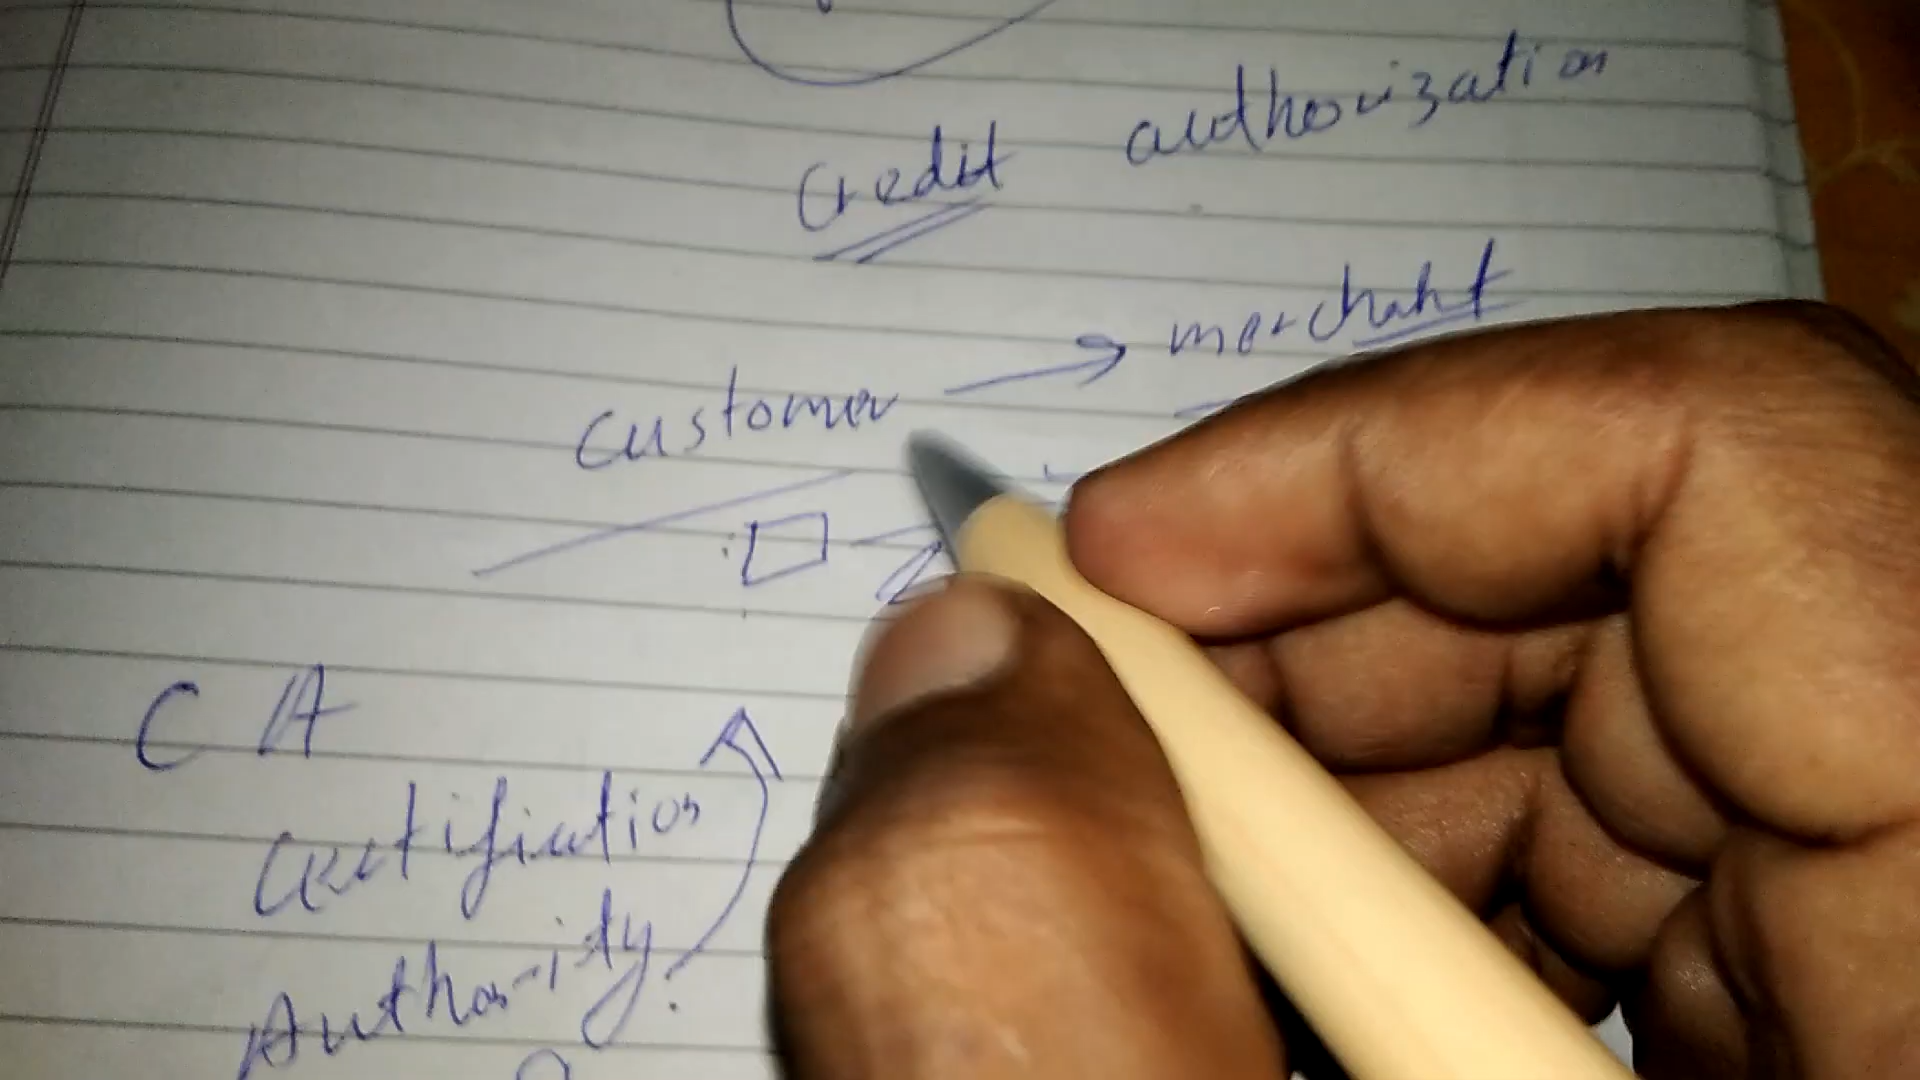 Credit authorization
Customer → merchant
CA
Certification
Authority